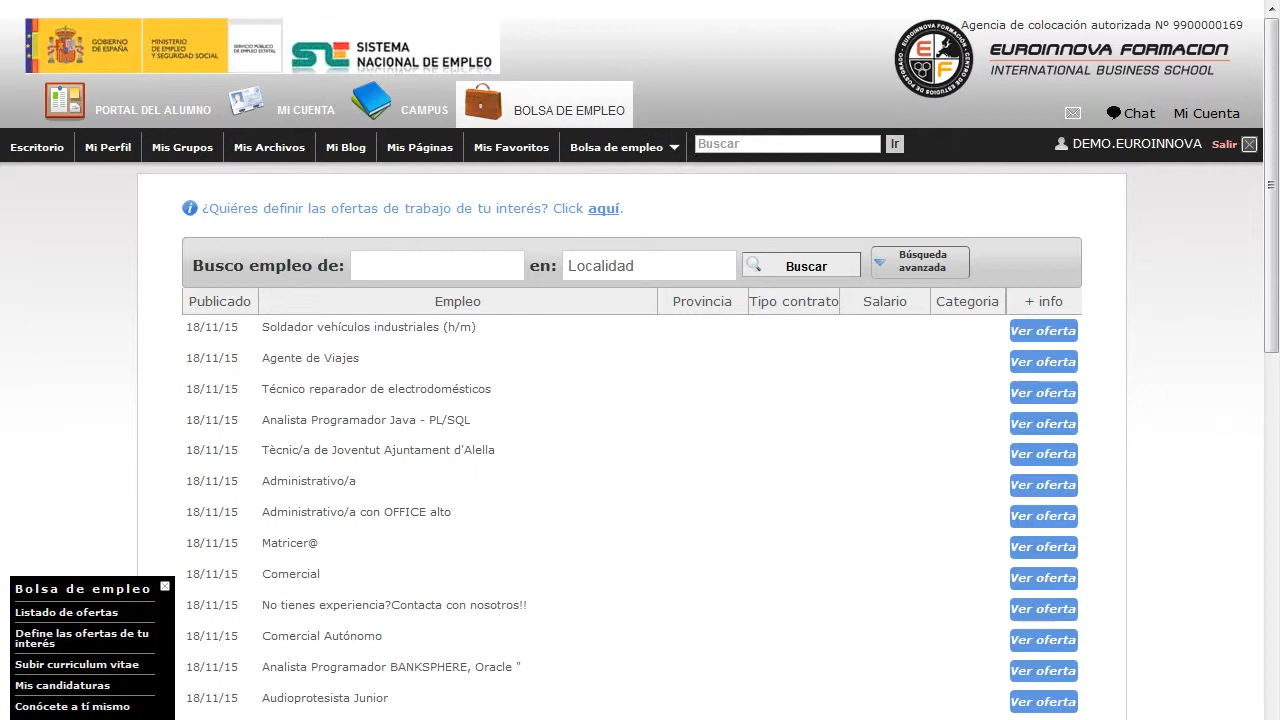 Agencia de colocación autorizada Nº 9900000169
GOBIERNO DE ESPAÑA
MINISTERIO DE EMPLEO Y SEGURIDAD SOCIAL
SERVICIO PÚBLICO DE EMPLEO ESTATAL
SISTEMA NACIONAL DE EMPLEO
EUROINNOVA FORMACION
INTERNATIONAL BUSINESS SCHOOL
PORTAL DEL ALUMNO
MI CUENTA
CAMPUS
BOLSA DE EMPLEO
Chat
Mi Cuenta
Escritorio
Mi Perfil
Mis Grupos
Mis Archivos
Mi Blog
Mis Páginas
Mis Favoritos
Bolsa de empleo
Buscar
Ir
DEMO.EUROINNOVA
Salir
¿Quiéres definir las ofertas de trabajo de tu interés? Click aquí.
Busco empleo de:
en:
Localidad
Buscar
Búsqueda avanzada
Publicado Empleo Provincia Tipo contrato Salario Categoria + info
18/11/15 Soldador vehículos industriales (h/m) Ver oferta
18/11/15 Agente de Viajes Ver oferta
18/11/15 Técnico reparador de electrodomésticos Ver oferta
18/11/15 Analista Programador Java - PL/SQL Ver oferta
18/11/15 Tècnic/a de Joventut Ajuntament d'Alella Ver oferta
18/11/15 Administrativo/a Ver oferta
18/11/15 Administrativo/a con OFFICE alto Ver oferta
18/11/15 Matricer@ Ver oferta
18/11/15 Comercial Ver oferta
18/11/15 No tienes experiencia?Contacta con nosotros!! Ver oferta
18/11/15 Comercial Autónomo Ver oferta
18/11/15 Analista Programador BANKSPHERE, Oracle " Ver oferta
18/11/15 Audioprotesista Junior Ver oferta
Bolsa de empleo
Listado de ofertas
Define las ofertas de tu
interés
Subir curriculum vitae
Mis candidaturas
Conócete a tí mismo